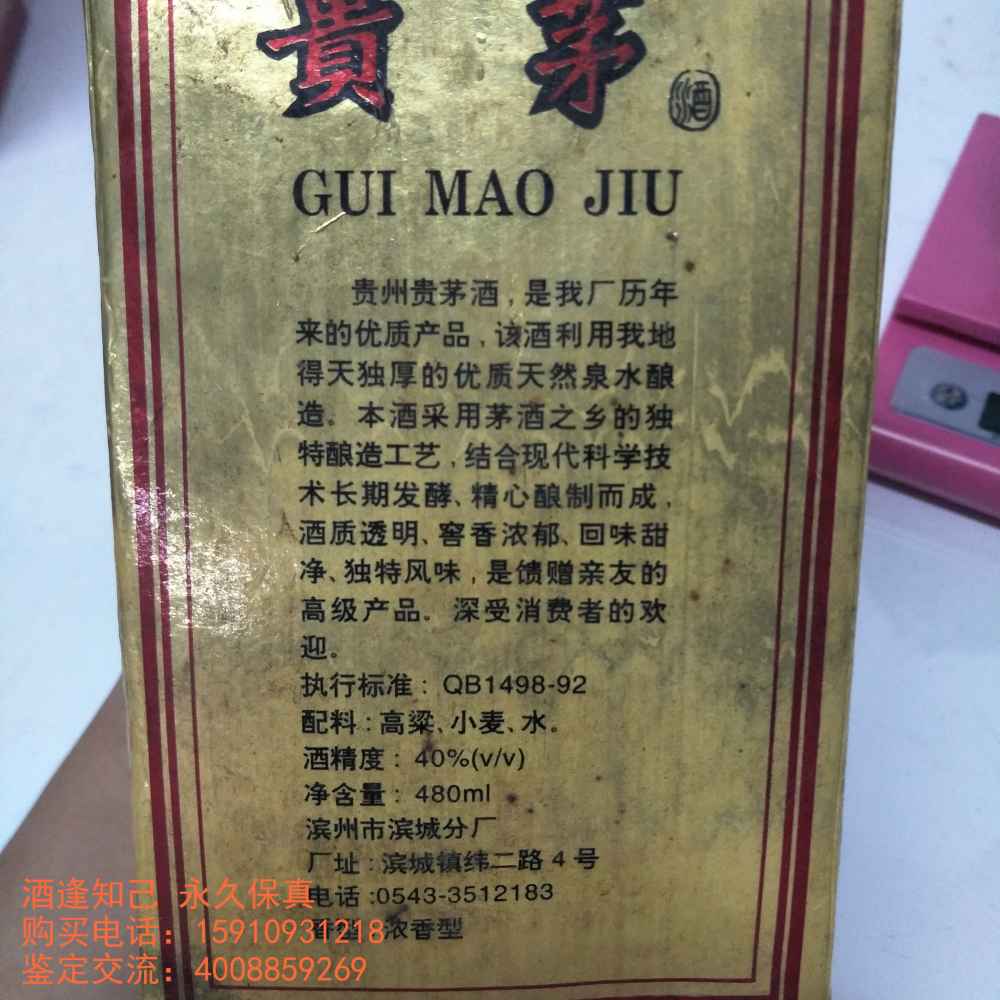 貴茅酒
GUI MAO JIU
贵州贵茅酒,是我厂历年
来的优质产品,该酒利用我地
得天独厚的优质天然泉水酿
造。本酒采用茅酒之乡的独
特酿造工艺,结合现代科学技
术长期发酵、精心酿制而成,
酒质透明、窖香浓郁、回味甜
净、独特风味,是馈赠亲友的
高级产品。深受消费者的欢
迎。
执行标准:QB1498-92
配料:高粱、小麦、水。
酒精度:40%(v/v)
净含量:480ml
滨州市滨城分厂
厂址:滨城镇纬二路4号
电话:0543-3512183
浓香型
酒逢知己 永久保真
购买电话:15910931218
鉴定交流:4008859269